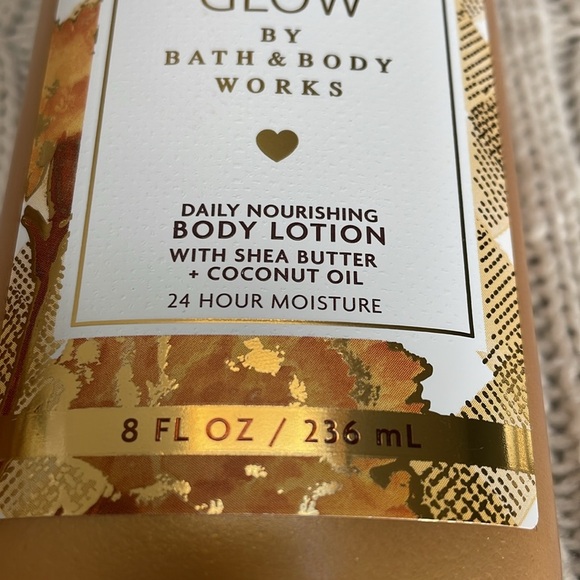 GLOW
BY
BATH & BODY
WORKS
DAILY NOURISHING
BODY LOTION
WITH SHEA BUTTER
+ COCONUT OIL
24 HOUR MOISTURE
8 FL OZ / 236 mL